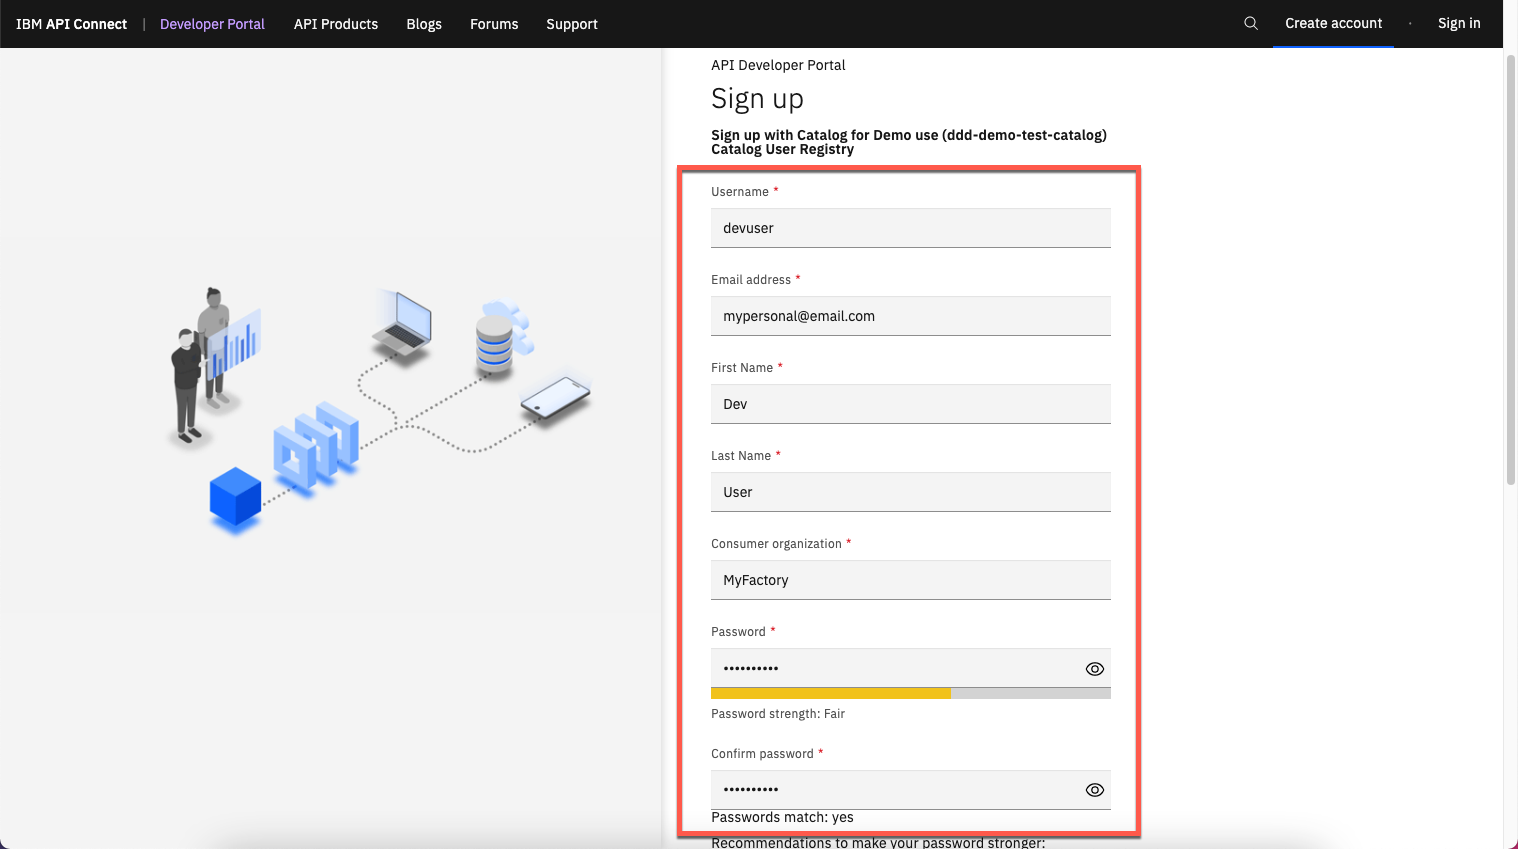 IBM API Connect | Developer Portal API Products Blogs Forums Support Create account · Sign in
API Developer Portal
Sign up
Sign up with Catalog for Demo use (ddd-demo-test-catalog)
Catalog User Registry
Username *
devuser
Email address *
mypersonal@email.com
First Name *
Dev
Last Name *
User
Consumer organization *
MyFactory
Password *
••••••••••
Password strength: Fair
Confirm password *
••••••••••
Passwords match: yes
Recommendations to make your password stronger: